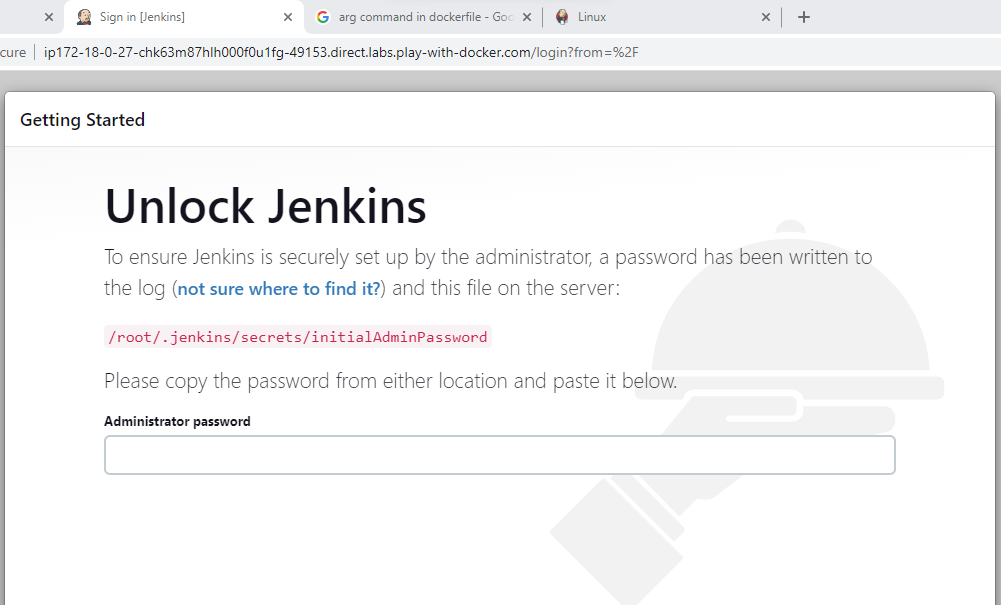 Sign in [Jenkins]
arg command in dockerfile - Goo
Linux
cure
ip172-18-0-27-chk63m87hlh000f0u1fg-49153.direct.labs.play-with-docker.com/login?from=%2F
Getting Started
Unlock Jenkins
To ensure Jenkins is securely set up by the administrator, a password has been written to
the log (not sure where to find it?) and this file on the server:
/root/.jenkins/secrets/initialAdminPassword
Please copy the password from either location and paste it below.
Administrator password